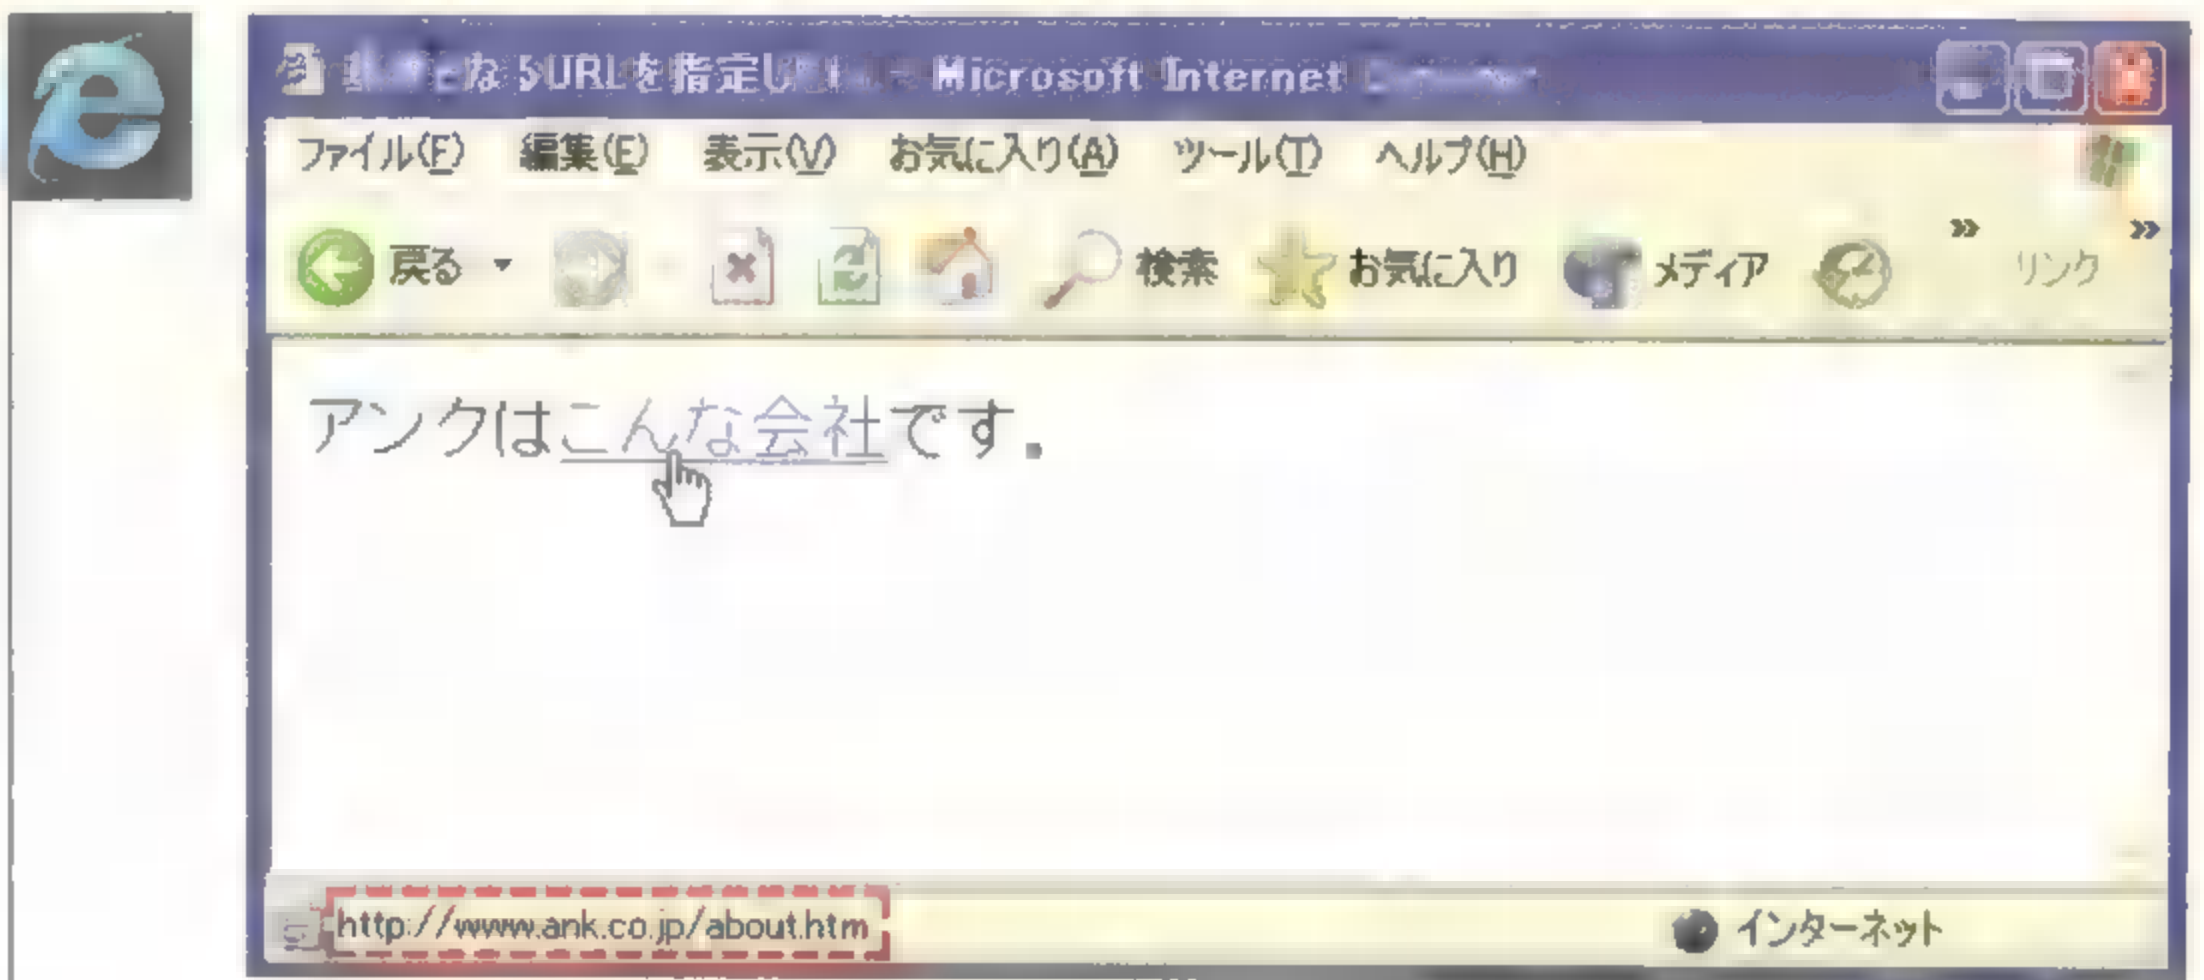 URLを指定し Microsoft Internet
ファイル(F) 編集(E) 表示(V) お気に入り(A) ツール(T) ヘルプ(H)
戻る 検索 お気に入り メディア » リンク »
アンクはこんな会社です.
http://www.ank.co.jp/about.htm インターネット